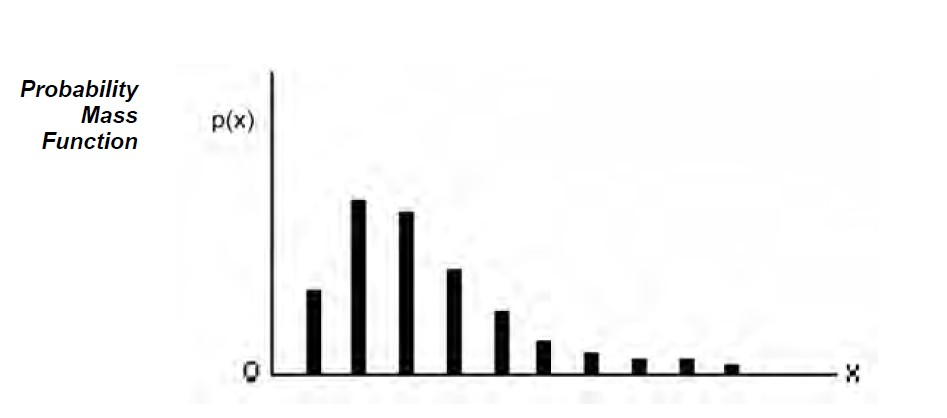 Probability
Mass
Function
p(x)
0
x